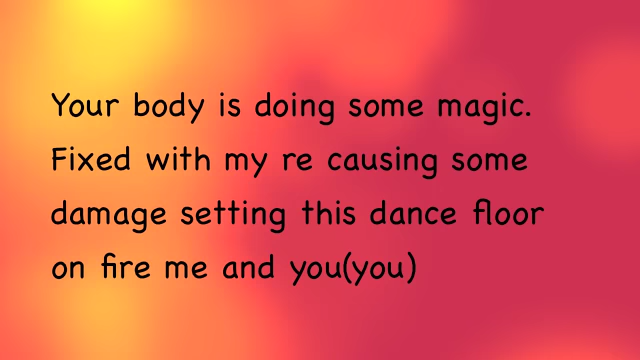 Your body is doing some magic.
Fixed with my re causing some
damage setting this dance floor
on fire me and you(you)